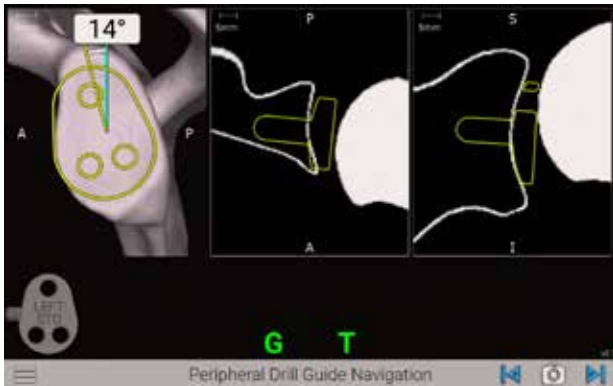 14°
A
P
5mm
P
A
5mm
S
I
LEFT
STD
G T
Peripheral Drill Guide Navigation